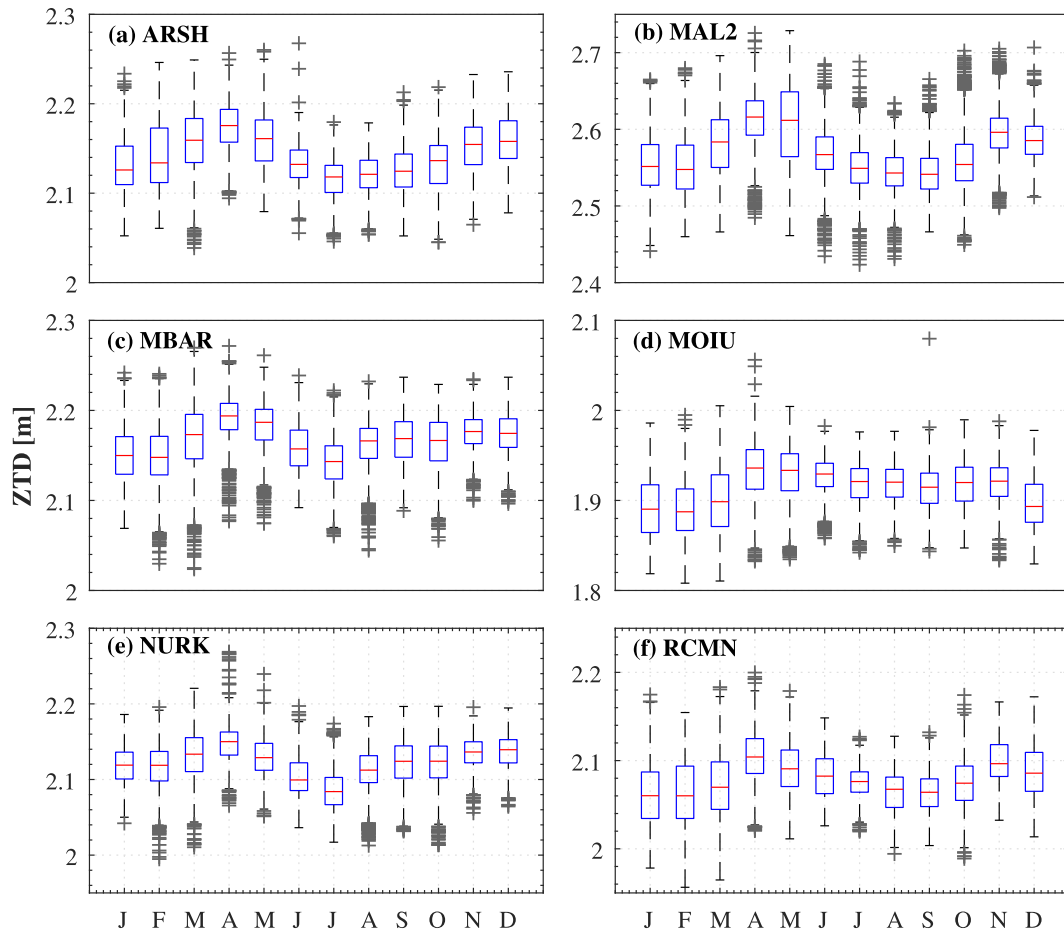 2.3
(a) ARSH
2.2
2.1
2
(b) MAL2
2.7
2.6
2.5
2.4
2.3
(c) MBAR
2.2
2.1
2
ZTD [m]
2.1
(d) MOIU
2
1.9
1.8
2.3
(e) NURK
2.2
2.1
2
J F M A M J J A S O N D
(f) RCMN
2.2
2.1
2
J F M A M J J A S O N D